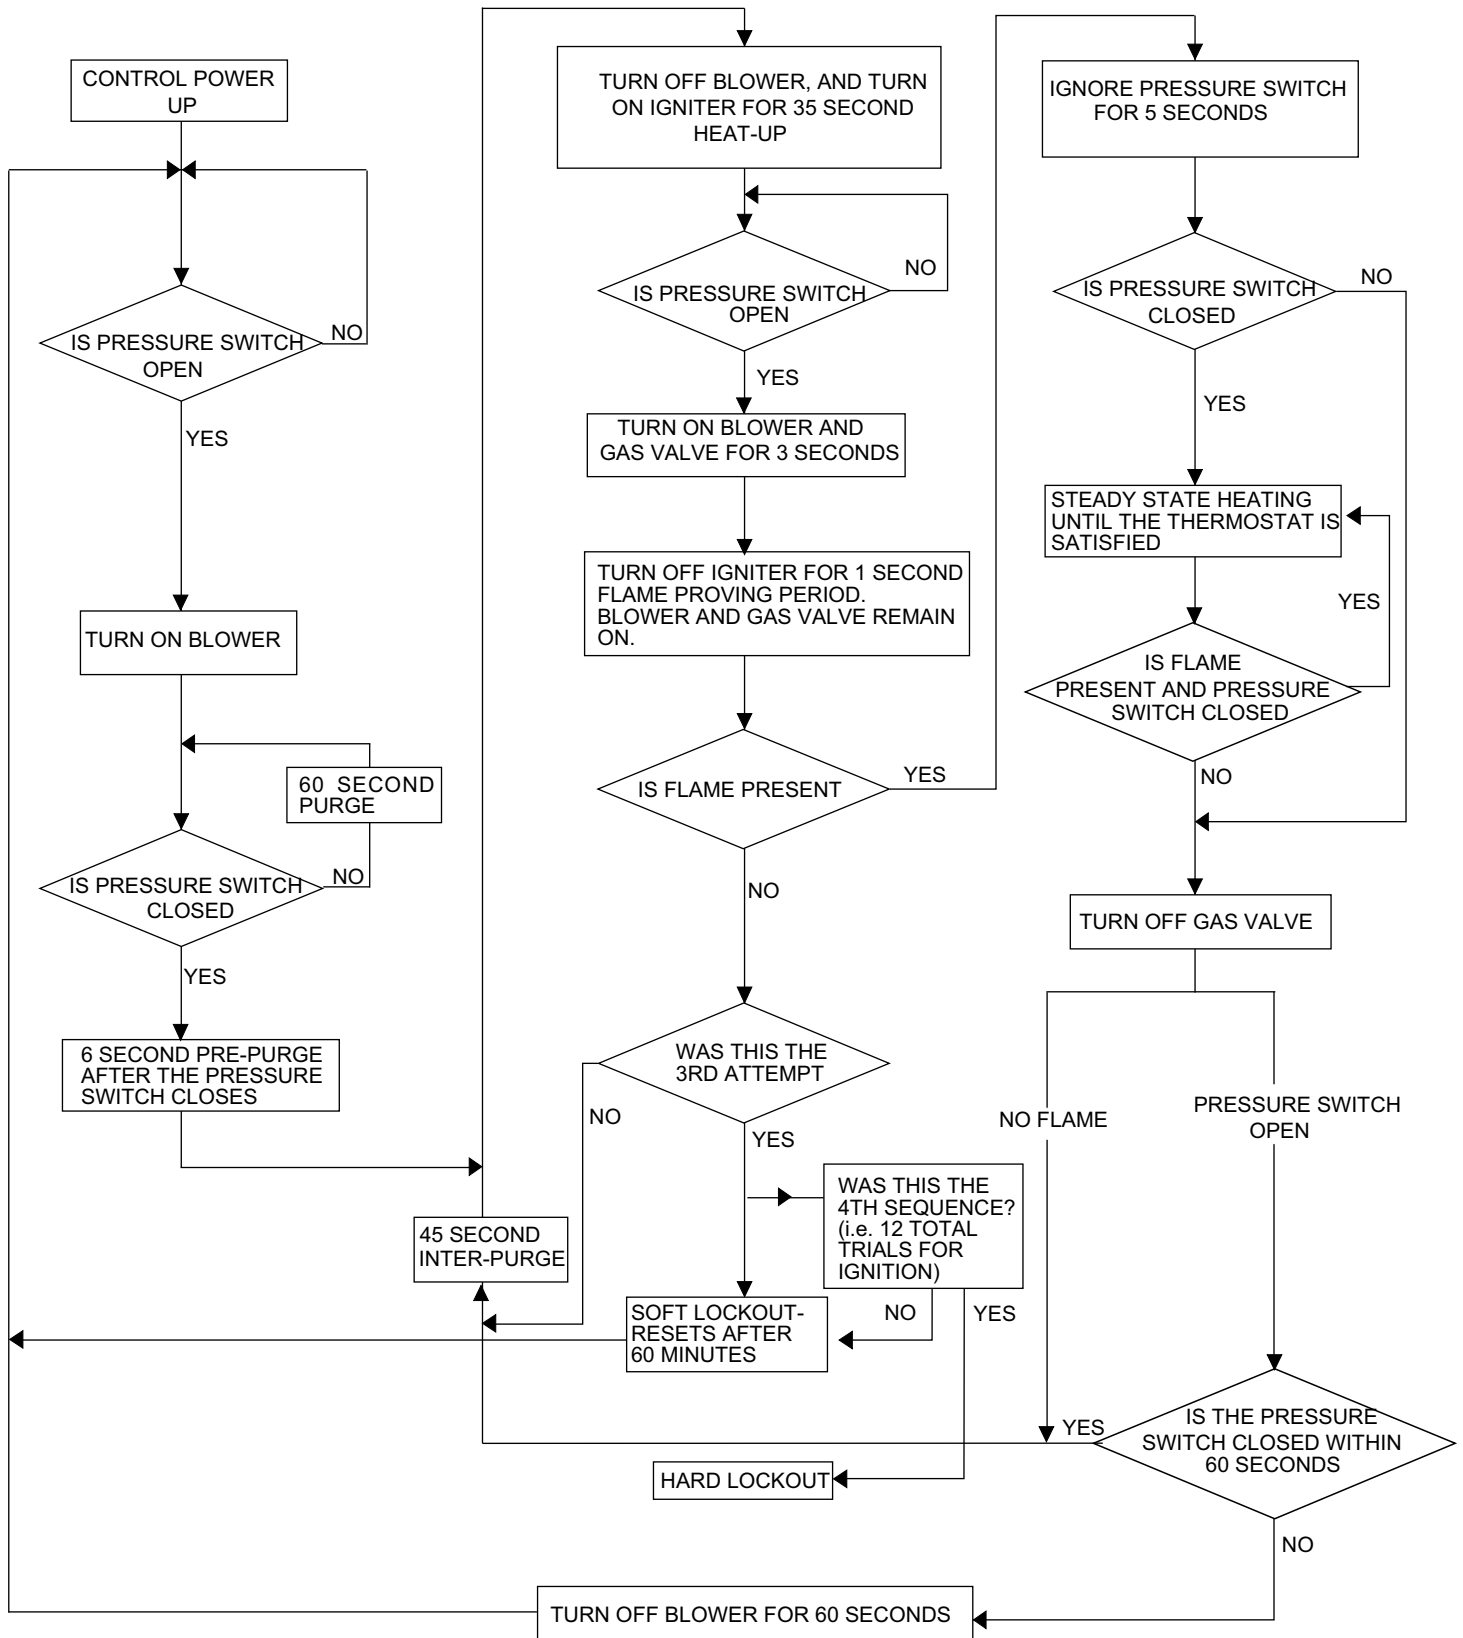 CONTROL POWER
UP
IS PRESSURE SWITCH
OPEN
NO
YES
TURN ON BLOWER
60 SECOND
PURGE
IS PRESSURE SWITCH
CLOSED
NO
YES
6 SECOND PRE-PURGE
AFTER THE PRESSURE
SWITCH CLOSES
45 SECOND
INTER-PURGE
TURN OFF BLOWER, AND TURN
ON IGNITER FOR 35 SECOND
HEAT-UP
IS PRESSURE SWITCH
OPEN
NO
YES
TURN ON BLOWER AND
GAS VALVE FOR 3 SECONDS
TURN OFF IGNITER FOR 1 SECOND
FLAME PROVING PERIOD.
BLOWER AND GAS VALVE REMAIN
ON.
IS FLAME PRESENT
YES
NO
WAS THIS THE
3RD ATTEMPT
NO
YES
WAS THIS THE
4TH SEQUENCE?
(i.e. 12 TOTAL
TRIALS FOR
IGNITION)
NO
YES
SOFT LOCKOUT-
RESETS AFTER
60 MINUTES
HARD LOCKOUT
IGNORE PRESSURE SWITCH
FOR 5 SECONDS
IS PRESSURE SWITCH
CLOSED
NO
YES
STEADY STATE HEATING
UNTIL THE THERMOSTAT IS
SATISFIED
YES
IS FLAME
PRESENT AND PRESSURE
SWITCH CLOSED
NO
TURN OFF GAS VALVE
NO FLAME
PRESSURE SWITCH
OPEN
YES
IS THE PRESSURE
SWITCH CLOSED WITHIN
60 SECONDS
NO
TURN OFF BLOWER FOR 60 SECONDS